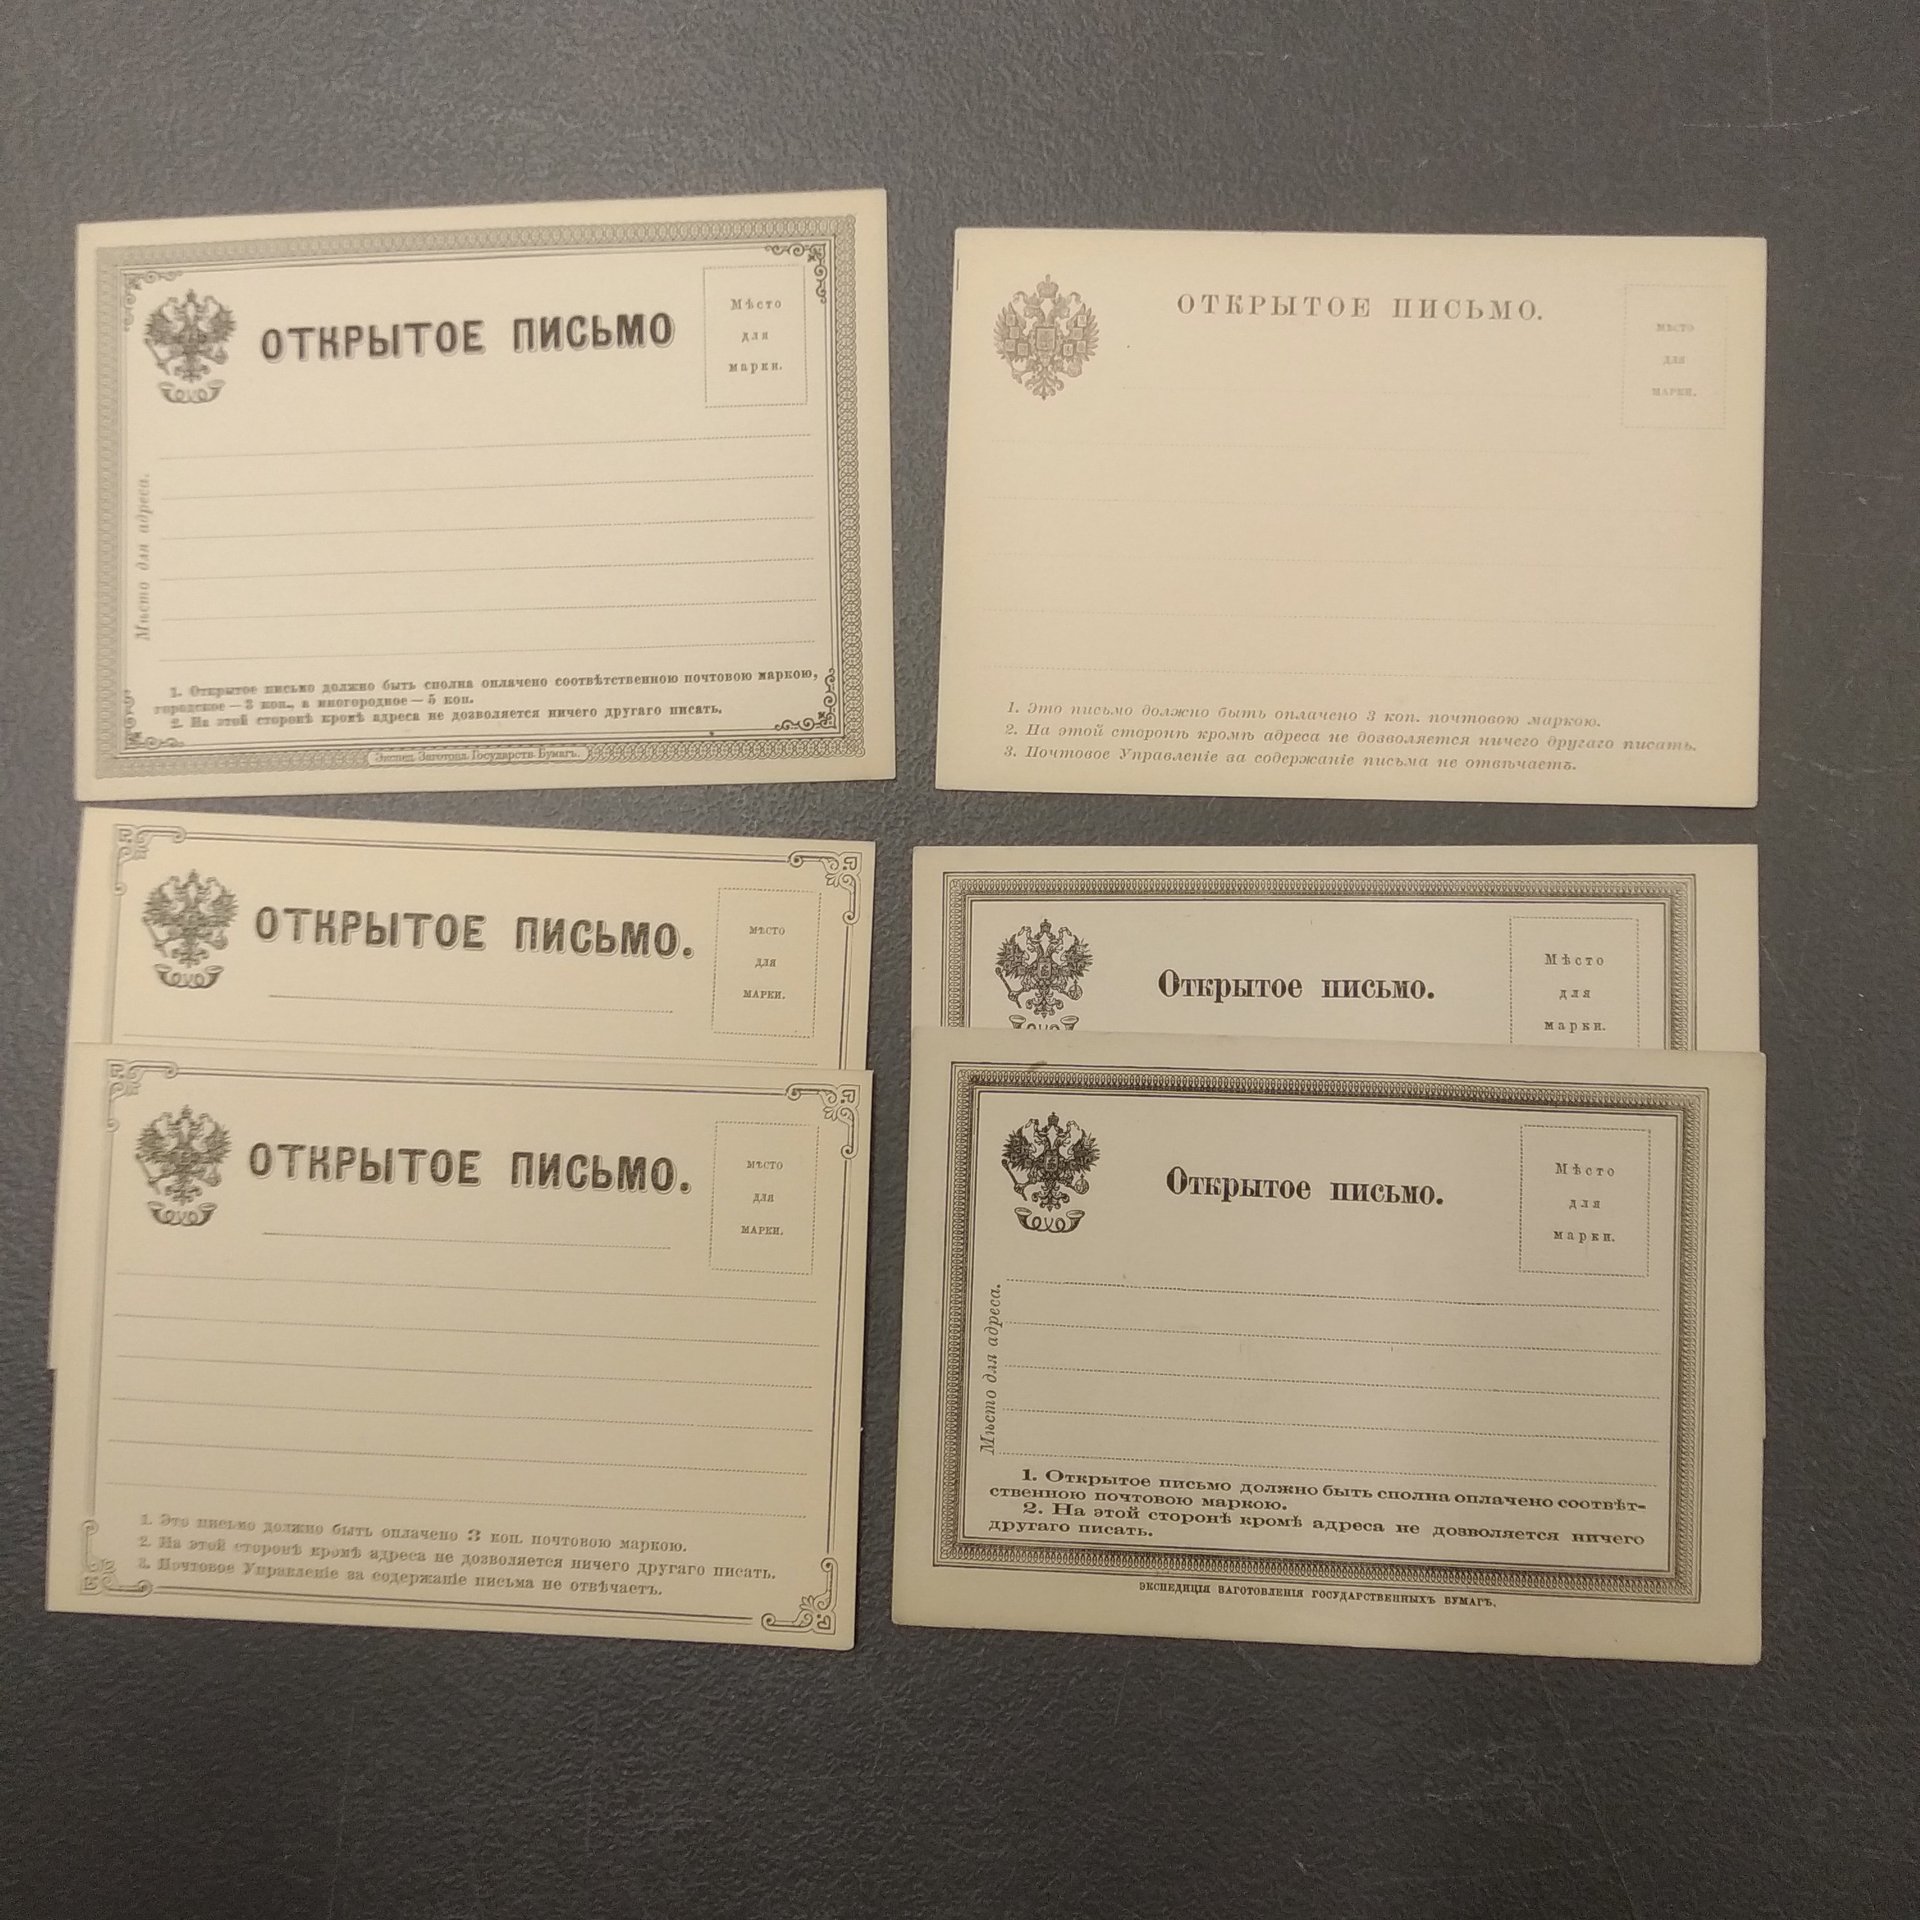 ОТКРЫТОЕ ПИСЬМО
Мѣсто
для
марки.
Мѣсто для адреса.
1. Открытое письмо должно быть сполна оплачено соотвѣтственною почтовою маркою,
городское — 3 коп., а иногородное — 5 коп.
2. На этой сторонѣ кромѣ адреса не дозволяется ничего другаго писать.
Экспед. Заготовл. Государств. Бумагъ.
ОТКРЫТОЕ ПИСЬМО.
МѢСТО
ДЛЯ
МАРКИ.
1. Это письмо должно быть оплачено 3 коп. почтовою маркою.
2. На этой сторонѣ кромѣ адреса не дозволяется ничего другаго писать.
3. Почтовое Управленіе за содержаніе письма не отвѣчаетъ.
ОТКРЫТОЕ ПИСЬМО.
МѢСТО
ДЛЯ
МАРКИ.
Открытое письмо.
Мѣсто
для
марки.
ОТКРЫТОЕ ПИСЬМО.
МѢСТО
ДЛЯ
МАРКИ.
1. Это письмо должно быть оплачено 3 коп. почтовою маркою.
2. На этой сторонѣ кромѣ адреса не дозволяется ничего другаго писать.
3. Почтовое Управленіе за содержаніе письма не отвѣчаетъ.
Открытое письмо.
Мѣсто
для
марки.
Мѣсто для адреса.
1. Открытое письмо должно быть сполна оплачено соотвѣт-
ственною почтовою маркою.
2. На этой сторонѣ кромѣ адреса не дозволяется ничего
другаго писать.
ЭКСПЕДИЦІЯ ЗАГОТОВЛЕНІЯ ГОСУДАРСТВЕННЫХЪ БУМАГЪ.